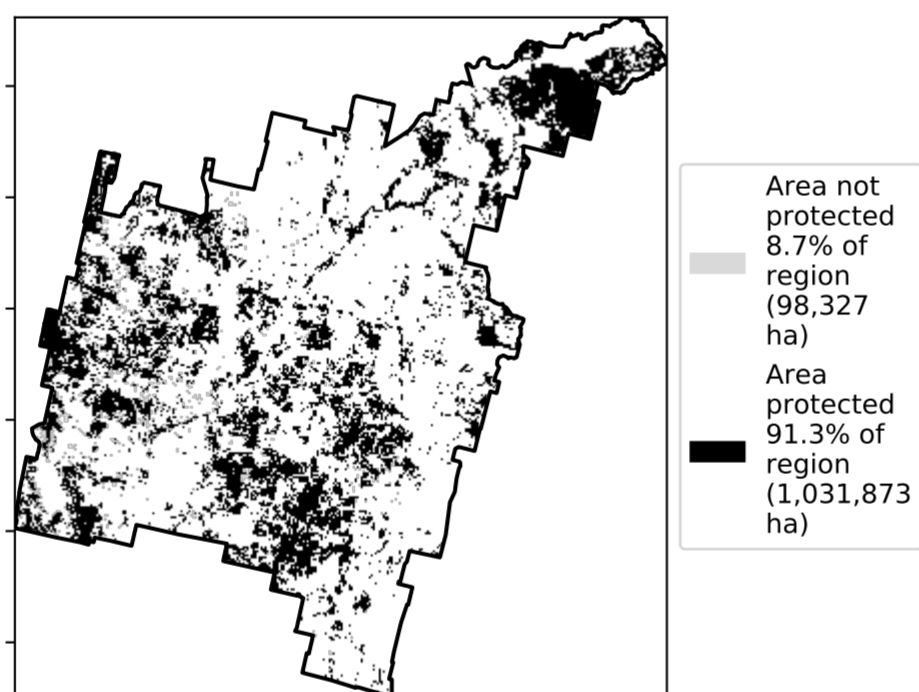 Area not
protected
8.7% of
region
(98,327
ha)
Area
protected
91.3% of
region
(1,031,873
ha)